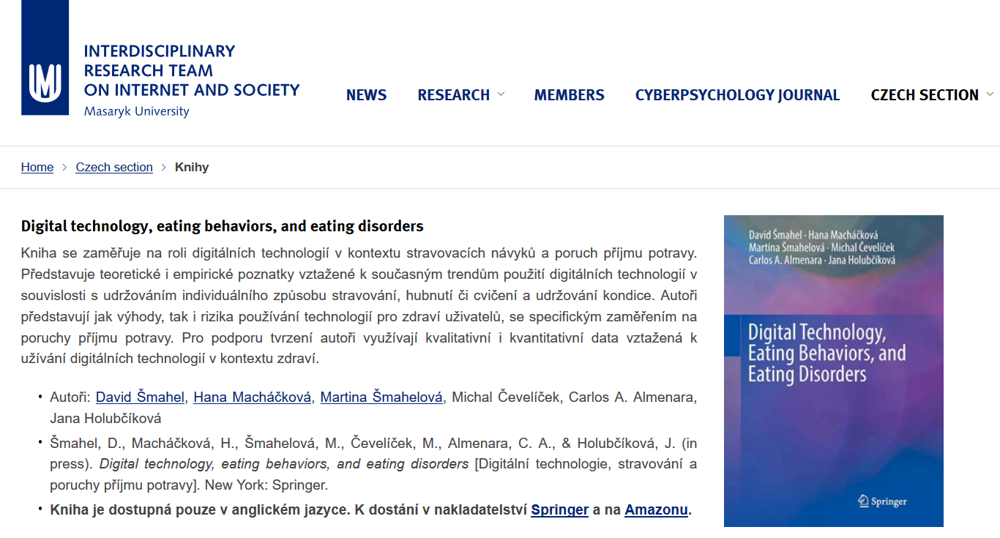 INTERDISCIPLINARY
RESEARCH TEAM
ON INTERNET AND SOCIETY
Masaryk University
NEWS RESEARCH MEMBERS CYBERPSYCHOLOGY JOURNAL CZECH SECTION
Home > Czech section > Knihy
Digital technology, eating behaviors, and eating disorders
Kniha se zaměřuje na roli digitálních technologií v kontextu stravovacích návyků a poruch příjmu potravy.
Představuje teoretické i empirické poznatky vztažené k současným trendům použití digitálních technologií v
souvislosti s udržováním individuálního způsobu stravování, hubnutí či cvičení a udržování kondice. Autoři
představují jak výhody, tak i rizika používání technologií pro zdraví uživatelů, se specifickým zaměřením na
poruchy příjmu potravy. Pro podporu tvrzení autoři využívají kvalitativní i kvantitativní data vztažená k
užívání digitálních technologií v kontextu zdraví.
• Autoři: David Šmahel, Hana Macháčková, Martina Šmahelová, Michal Čevelíček, Carlos A. Almenara,
Jana Holubčíková
• Šmahel, D., Macháčková, H., Šmahelová, M., Čevelíček, M., Almenara, C. A., & Holubčíková, J. (in
press). Digital technology, eating behaviors, and eating disorders [Digitální technologie, stravování a
poruchy příjmu potravy]. New York: Springer.
• Kniha je dostupná pouze v anglickém jazyce. K dostání v nakladatelství Springer a na Amazonu.
David Šmahel · Hana Macháčková
Martina Šmahelová · Michal Čevelíček
Carlos A. Almenara · Jana Holubčíková
Digital Technology,
Eating Behaviors, and
Eating Disorders
Springer